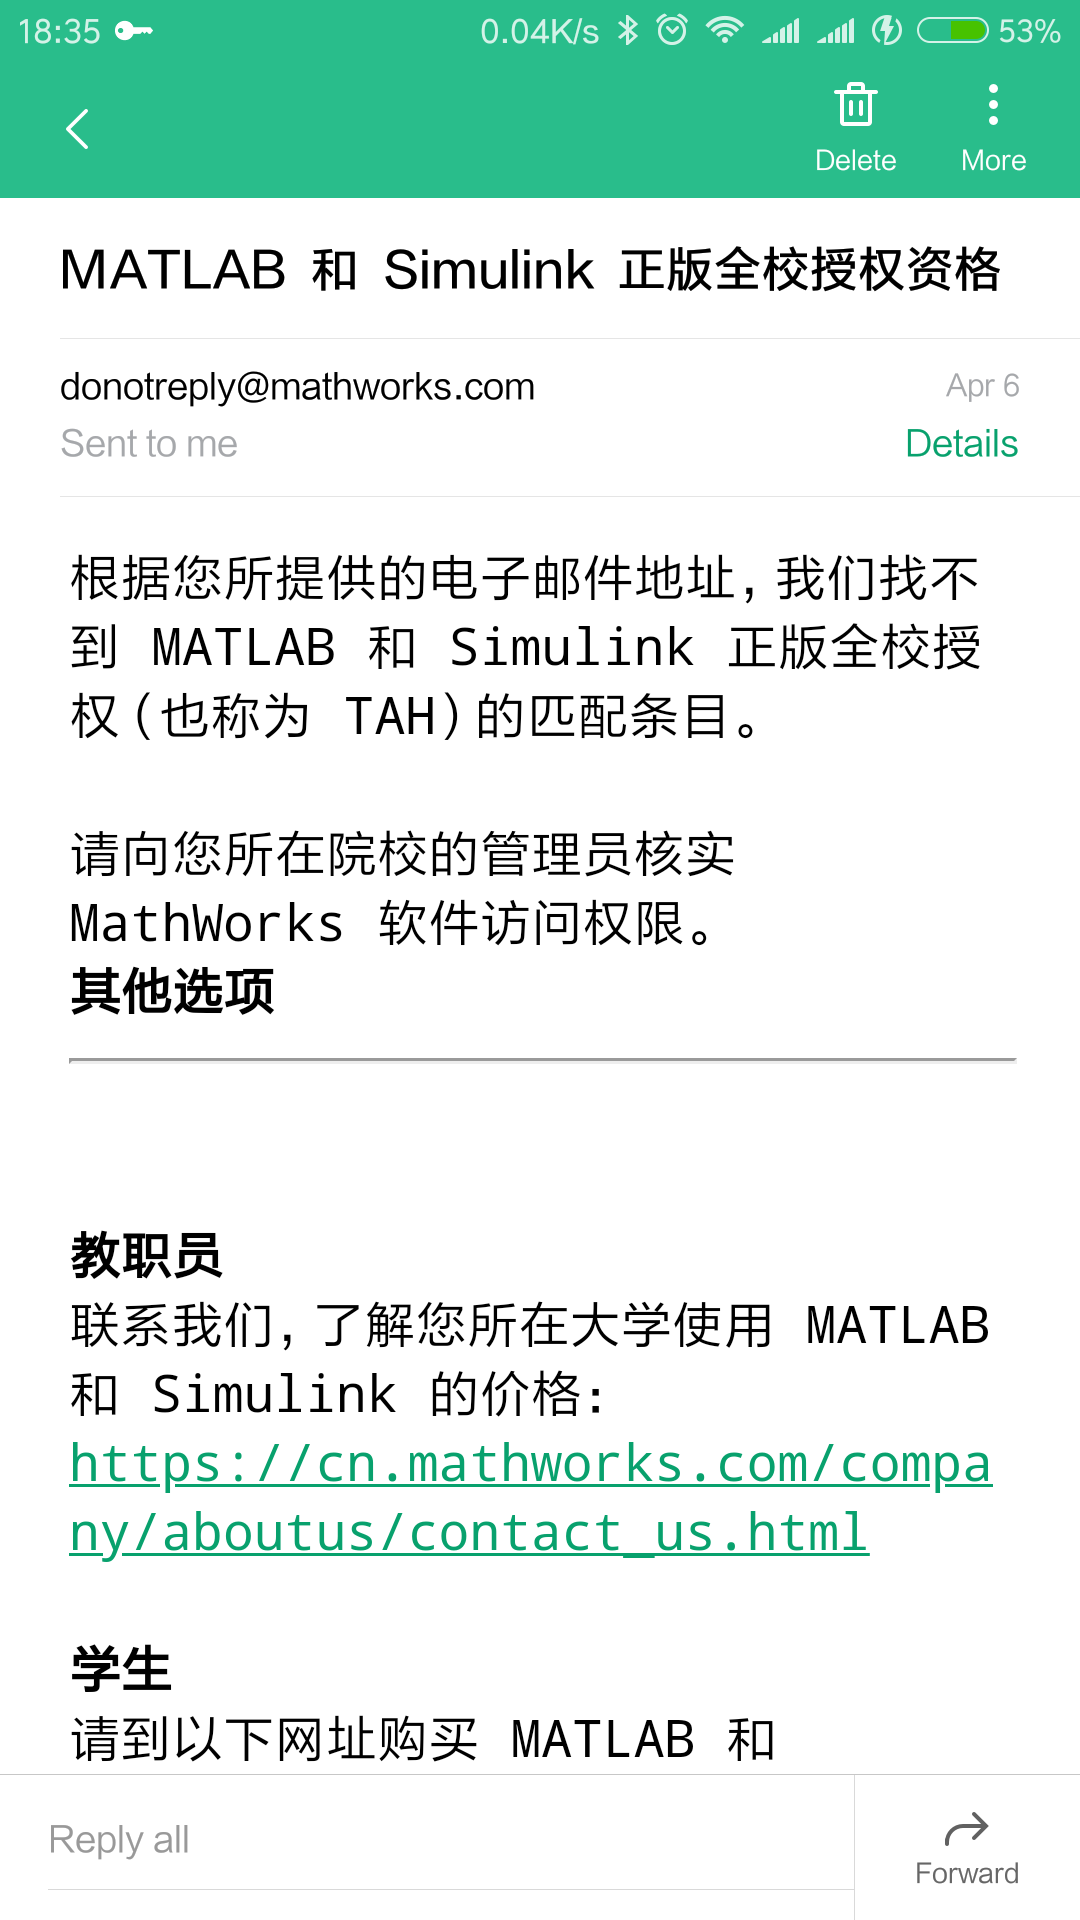 18:35 0.04K/s 53%
Delete More
MATLAB 和 Simulink 正版全校授权资格
donotreply@mathworks.com Apr 6
Sent to me Details
根据您所提供的电子邮件地址,我们找不
到 MATLAB 和 Simulink 正版全校授
权(也称为 TAH)的匹配条目。
请向您所在院校的管理员核实
MathWorks 软件访问权限。
其他选项
教职员
联系我们,了解您所在大学使用 MATLAB
和 Simulink 的价格:
https://cn.mathworks.com/compa
ny/aboutus/contact_us.html
学生
请到以下网址购买 MATLAB 和
Reply all
Forward